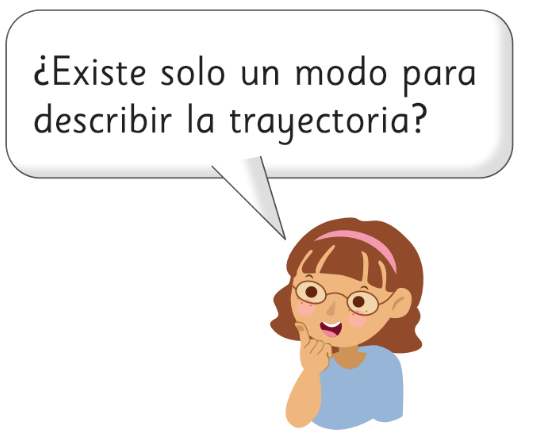 ¿Existe solo un modo para
describir la trayectoria?